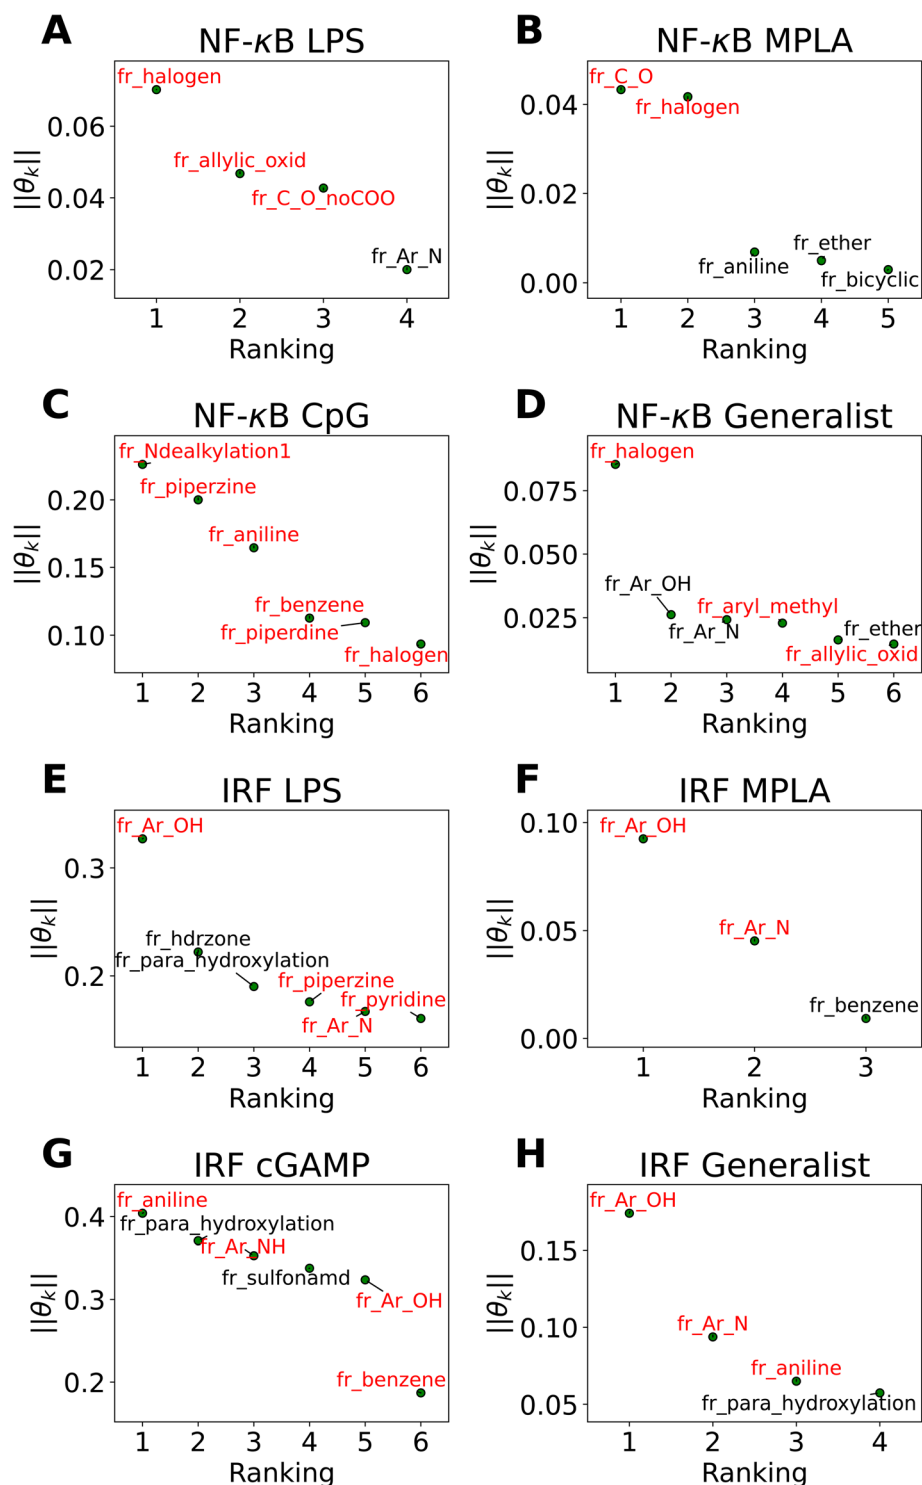 A
NF-κB LPS
||θk||
0.06
0.04
0.02
fr_halogen
fr_allylic_oxid
fr_C_O_noCOO
fr_Ar_N
1 2 3 4
Ranking
B
NF-κB MPLA
||θk||
0.04
0.02
0.00
fr_C_O
fr_halogen
fr_aniline
fr_ether
fr_bicyclic
1 2 3 4 5
Ranking
C
NF-κB CpG
||θk||
0.20
0.15
0.10
fr_Ndealkylation1
fr_piperzine
fr_aniline
fr_benzene
fr_piperdine
fr_halogen
1 2 3 4 5 6
Ranking
D
NF-κB Generalist
||θk||
0.075
0.050
0.025
fr_halogen
fr_Ar_OH
fr_Ar_N
fr_aryl_methyl
fr_allylic_oxid
fr_ether
1 2 3 4 5 6
Ranking
E
IRF LPS
||θk||
0.3
0.2
fr_Ar_OH
fr_hdrzone
fr_para_hydroxylation
fr_piperzine
fr_Ar_N
fr_pyridine
1 2 3 4 5 6
Ranking
F
IRF MPLA
||θk||
0.10
0.05
0.00
fr_Ar_OH
fr_Ar_N
fr_benzene
1 2 3
Ranking
G
IRF cGAMP
||θk||
0.4
0.3
0.2
fr_aniline
fr_para_hydroxylation
fr_Ar_NH
fr_sulfonamd
fr_Ar_OH
fr_benzene
1 2 3 4 5 6
Ranking
H
IRF Generalist
||θk||
0.15
0.10
0.05
fr_Ar_OH
fr_Ar_N
fr_aniline
fr_para_hydroxylation
1 2 3 4
Ranking